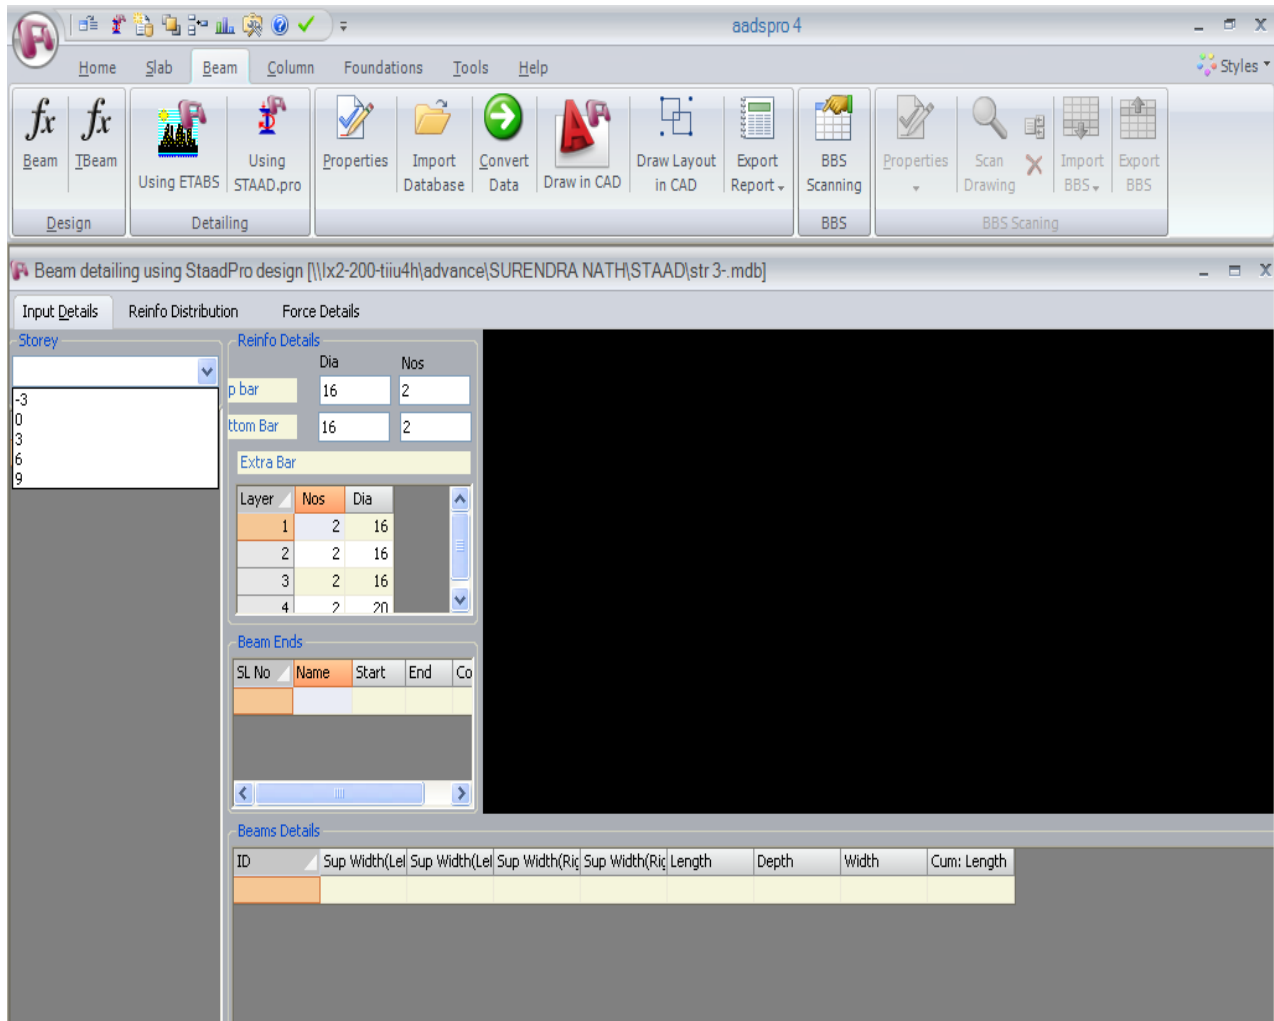 aadspro 4
Home Slab Beam Column Foundations Tools Help Styles
fx fx
Beam TBeam Using ETABS Using STAAD.pro Properties Import Database Convert Data Draw in CAD Draw Layout in CAD Export Report BBS Scanning Properties Scan Drawing Import BBS Export BBS
Design Detailing BBS BBS Scaning
Beam detailing using StaadPro design [\\Ix2-200-tiiu4h\advance\SURENDRA NATH\STAAD\str 3-.mdb]
Input Details Reinfo Distribution Force Details
Storey
-3
0
3
6
9
Reinfo Details
Dia Nos
p bar 16 2
ttom Bar 16 2
Extra Bar
Layer Nos Dia
1 2 16
2 2 16
3 2 16
4 2 20
Beam Ends
SL No Name Start End Co
Beams Details
ID Sup Width(Lef Sup Width(Lef Sup Width(Rig Sup Width(Rig Length Depth Width Cum: Length